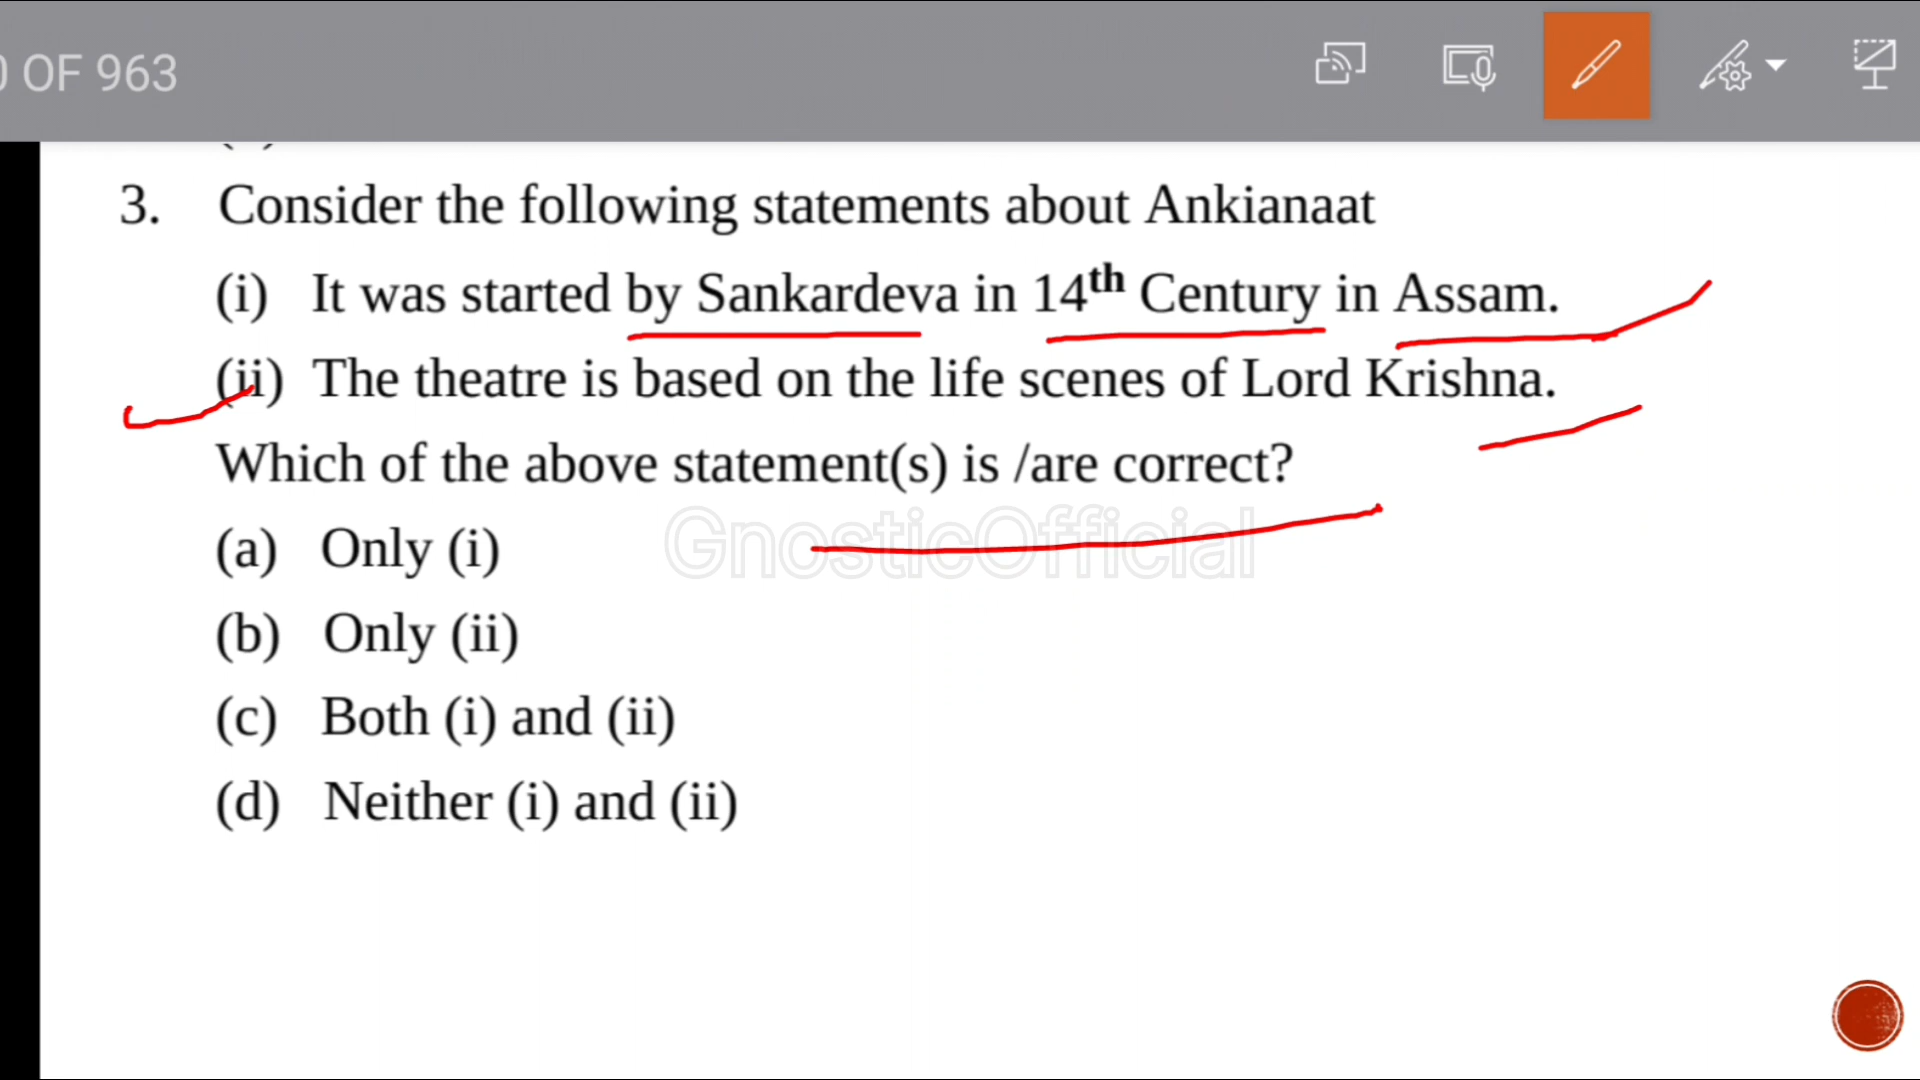 OF 963
3. Consider the following statements about Ankianaat
(i) It was started by Sankardeva in 14th Century in Assam.
(ii) The theatre is based on the life scenes of Lord Krishna.
Which of the above statement(s) is /are correct?
GnosticOfficial
(a) Only (i)
(b) Only (ii)
(c) Both (i) and (ii)
(d) Neither (i) and (ii)